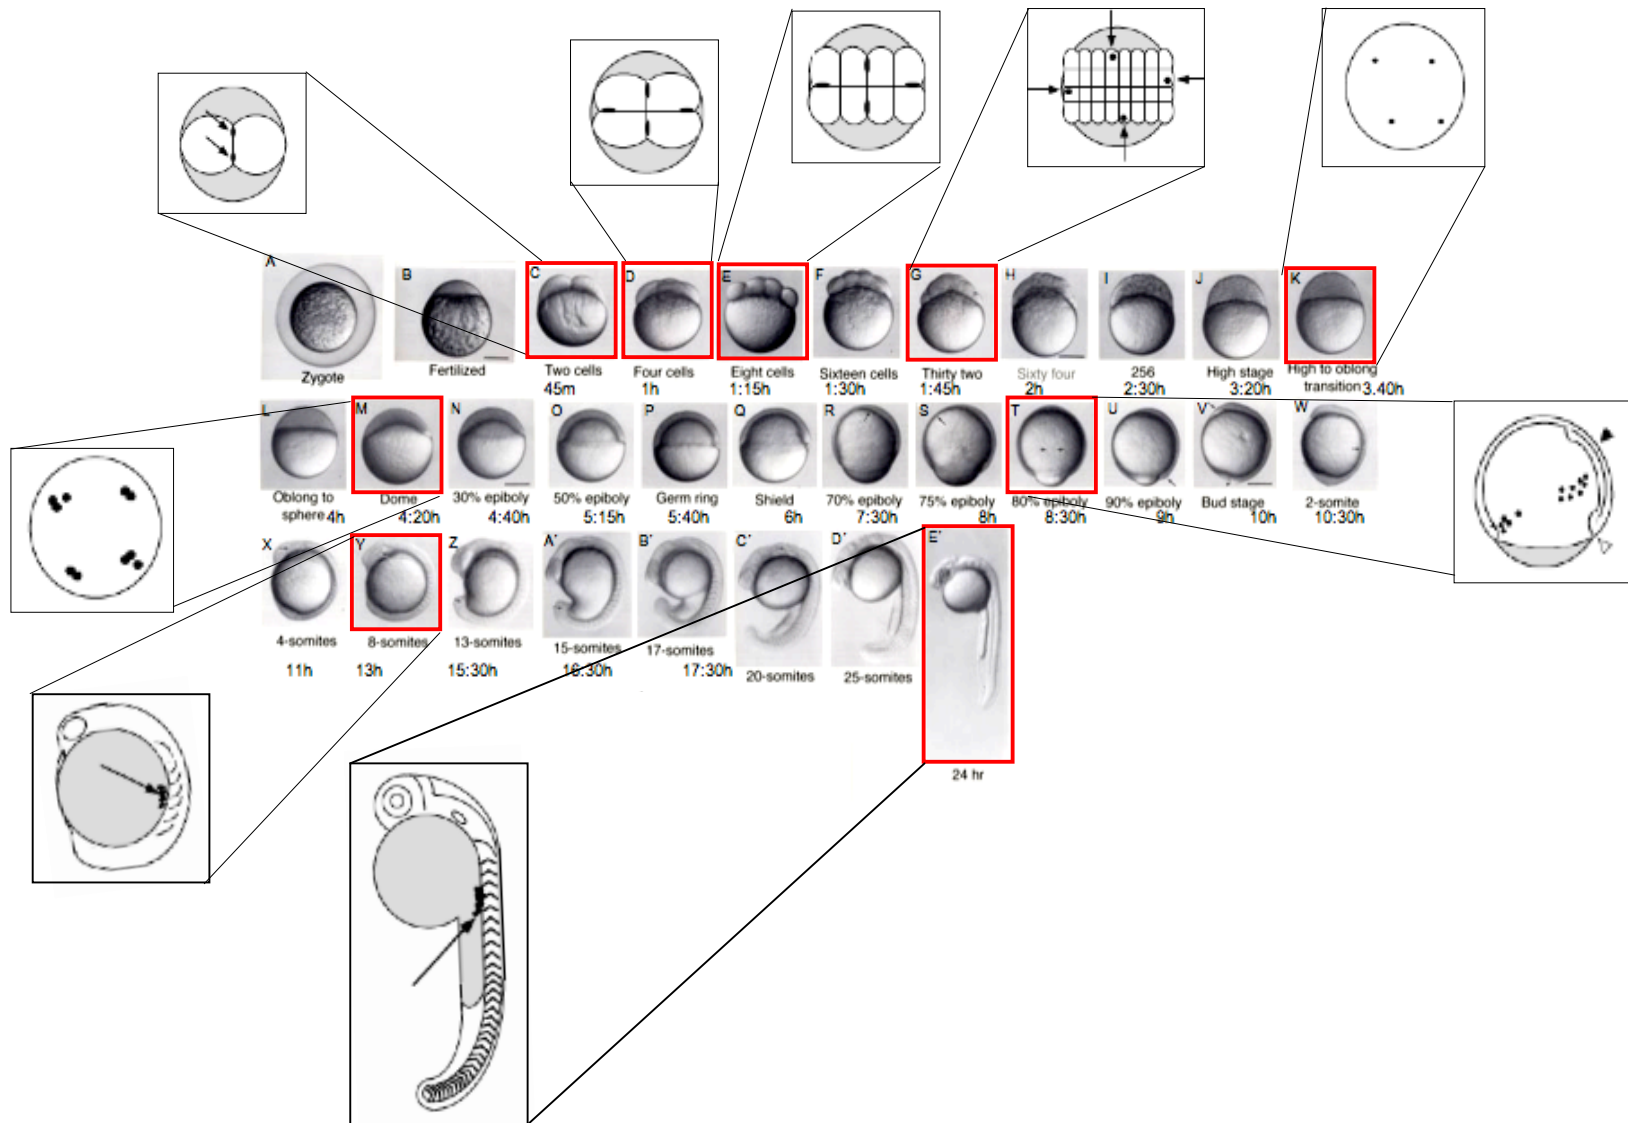 A
B
C
D
E
F
G
H
I
J
K
Zygote
Fertilized
Two cells
45m
Four cells
1h
Eight cells
1:15h
Sixteen cells
1:30h
Thirty two
1:45h
Sixty four
2h
256
2:30h
High stage
3:20h
High to oblong
transition 3.40h
L
M
N
O
P
Q
R
S
T
U
V
W
Oblong to
sphere 4h
Dome
4:20h
30% epiboly
4:40h
50% epiboly
5:15h
Germ ring
5:40h
Shield
6h
70% epiboly
7:30h
75% epiboly
8h
80% epiboly
8:30h
90% epiboly
9h
Bud stage
10h
2-somite
10:30h
X
Y
Z
A'
B'
C'
D'
E'
4-somites
11h
8-somites
13h
13-somites
15:30h
15-somites
16:30h
17-somites
17:30h
20-somites
25-somites
24 hr